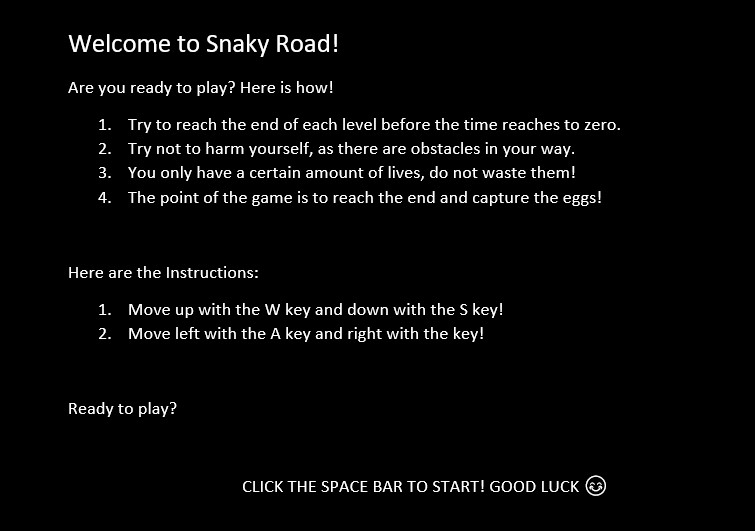 Welcome to Snaky Road!
Are you ready to play? Here is how!
1. Try to reach the end of each level before the time reaches to zero.
2. Try not to harm yourself, as there are obstacles in your way.
3. You only have a certain amount of lives, do not waste them!
4. The point of the game is to reach the end and capture the eggs!
Here are the Instructions:
1. Move up with the W key and down with the S key!
2. Move left with the A key and right with the key!
Ready to play?
CLICK THE SPACE BAR TO START! GOOD LUCK 😊